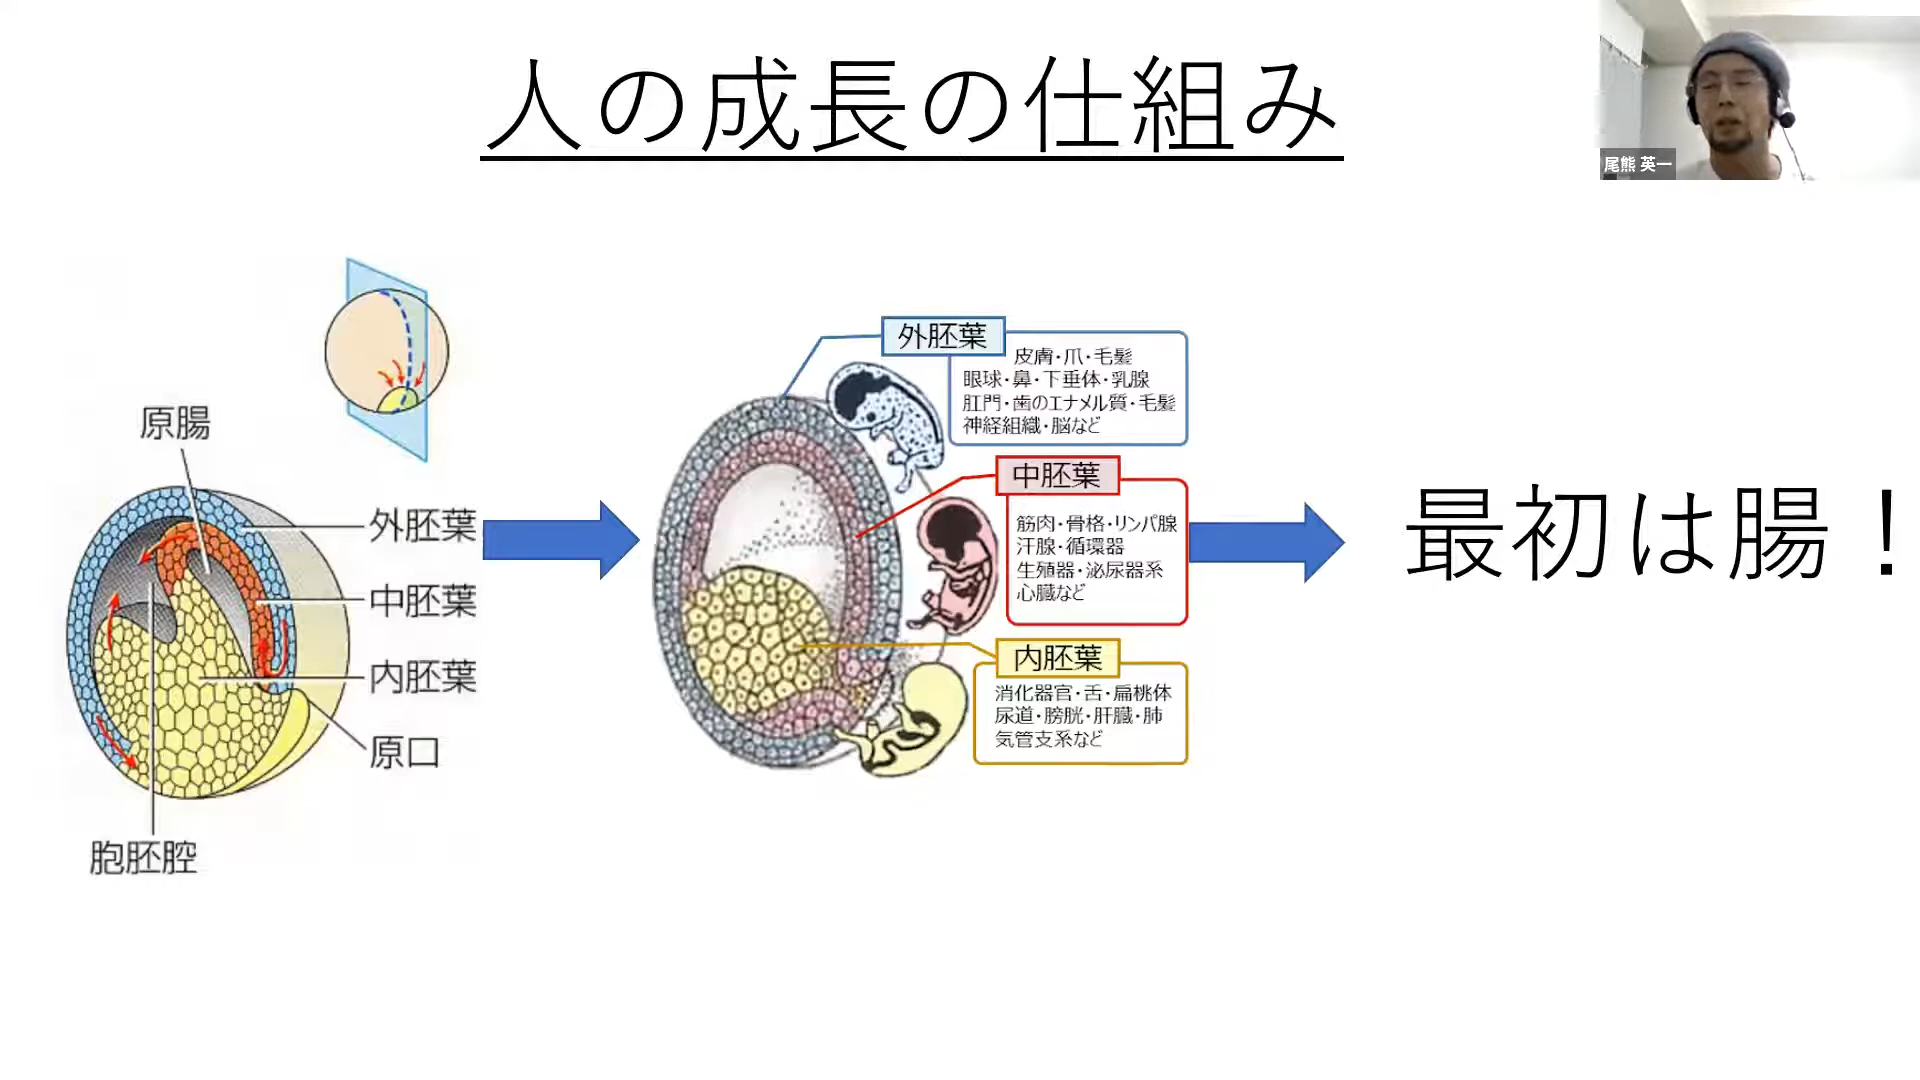 人の成長の仕組み
尾熊 英一
原腸
外胚葉
中胚葉
内胚葉
原口
胞胚腔
外胚葉
皮膚・爪・毛髪
眼球・鼻・下垂体・乳腺
肛門・歯のエナメル質・毛髪
神経組織・脳など
中胚葉
筋肉・骨格・リンパ腺
汗腺・循環器
生殖器・泌尿器系
心臓など
内胚葉
消化器官・舌・扁桃体
尿道・膀胱・肝臓・肺
気管支系など
最初は腸！